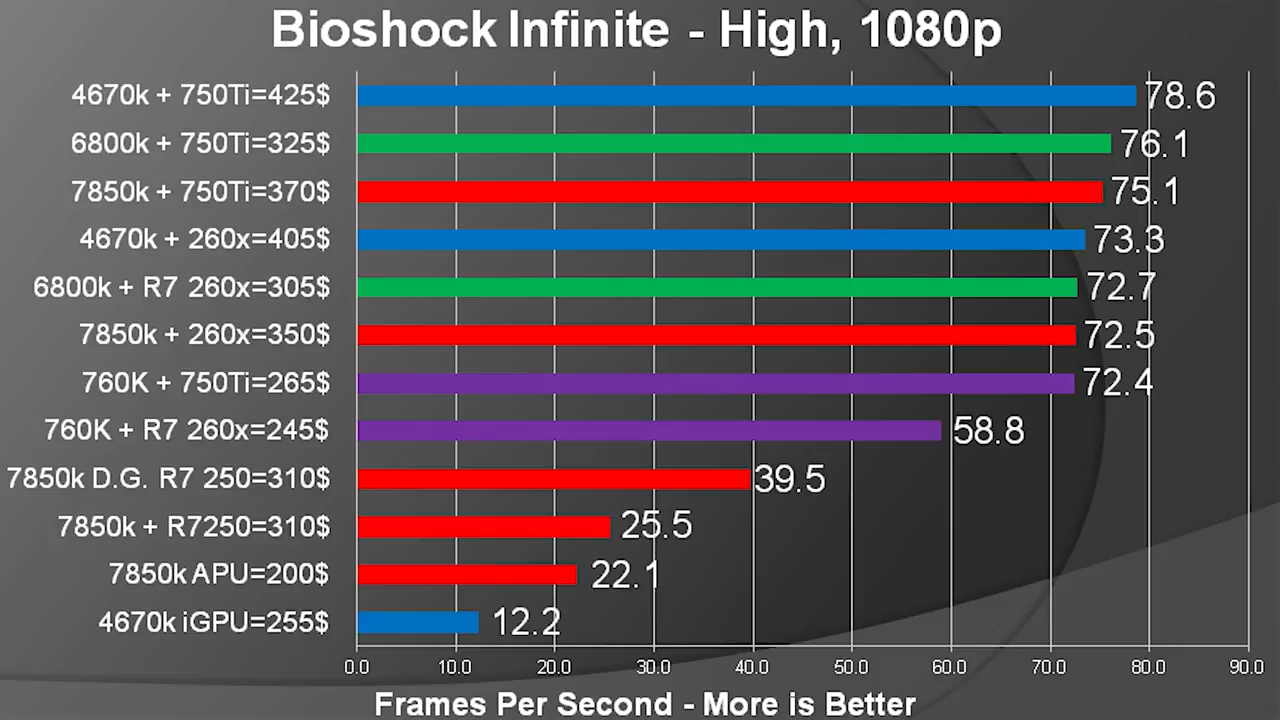 Bioshock Infinite - High, 1080p
4670k + 750Ti=425$ 78.6
6800k + 750Ti=325$ 76.1
7850k + 750Ti=370$ 75.1
4670k + 260x=405$ 73.3
6800k + R7 260x=305$ 72.7
7850k + 260x=350$ 72.5
760K + 750Ti=265$ 72.4
760K + R7 260x=245$ 58.8
7850k D.G. R7 250=310$ 39.5
7850k + R7250=310$ 25.5
7850k APU=200$ 22.1
4670k iGPU=255$ 12.2
0.0 10.0 20.0 30.0 40.0 50.0 60.0 70.0 80.0 90.0
Frames Per Second - More is Better